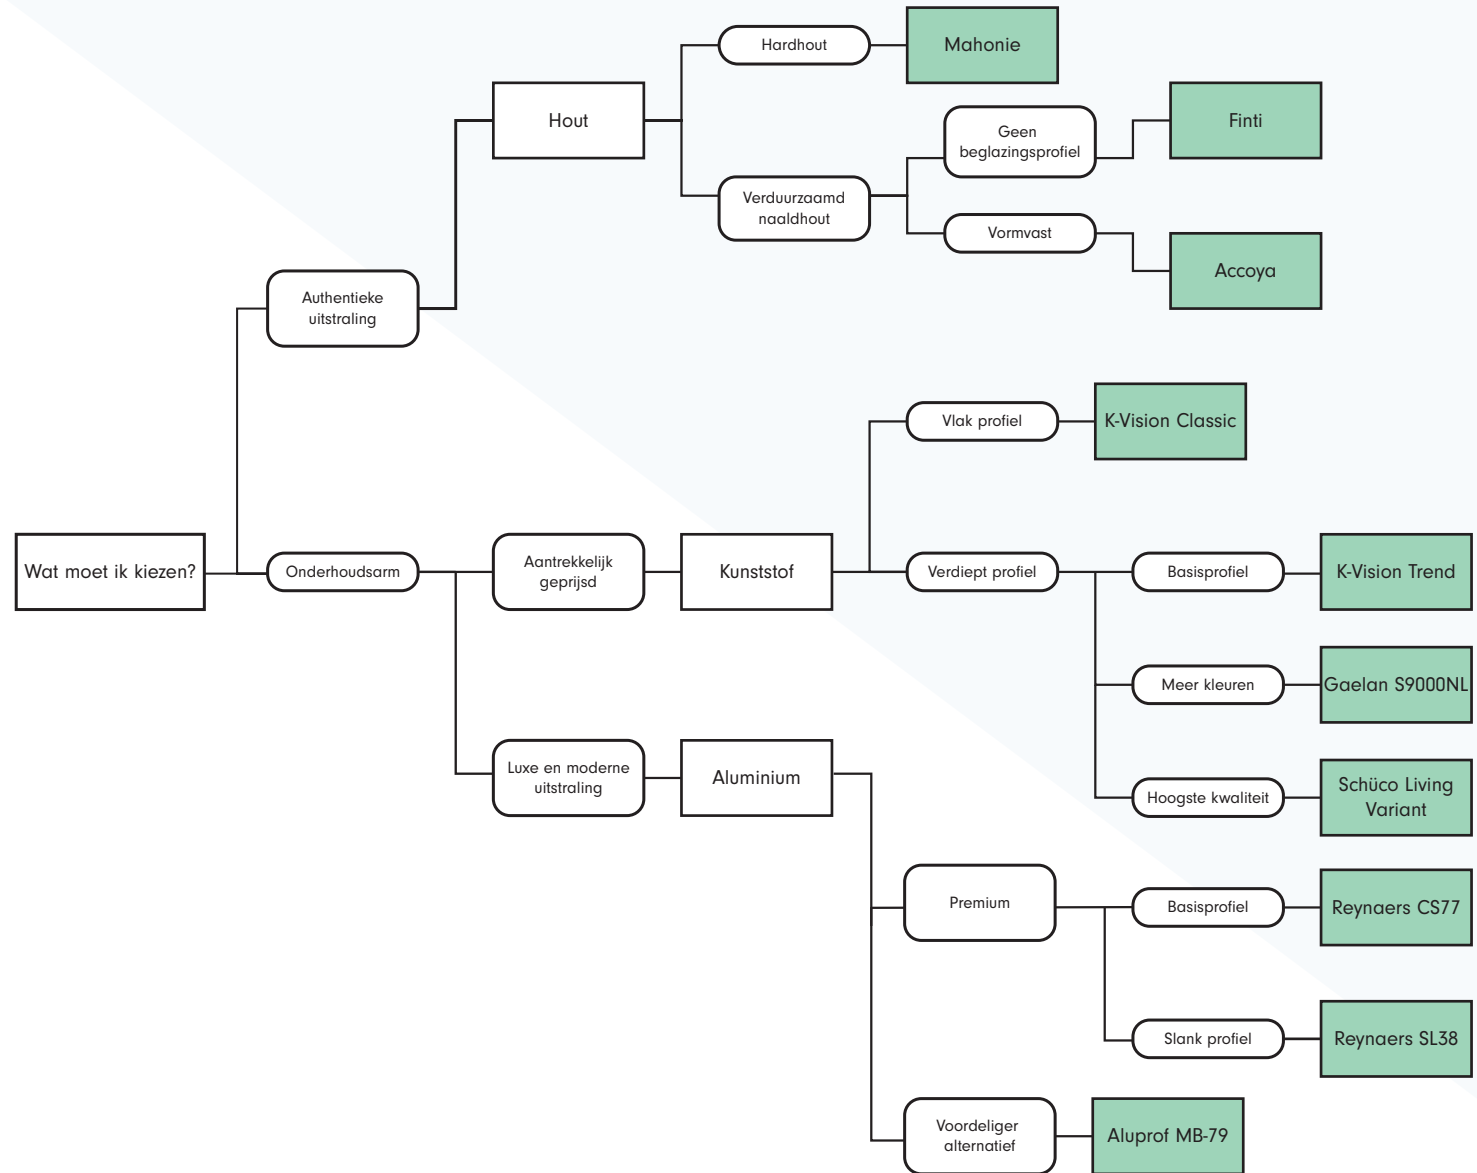 Hardhout
Mahonie
Hout
Geen
beglazingsprofiel
Finti
Verduurzaamd
naaldhout
Vormvast
Accoya
Authentieke
uitstraling
Vlak profiel
K-Vision Classic
Wat moet ik kiezen?
Onderhoudsarm
Aantrekkelijk
geprijsd
Kunststof
Verdiept profiel
Basisprofiel
K-Vision Trend
Meer kleuren
Gaelan S9000NL
Luxe en moderne
uitstraling
Aluminium
Hoogste kwaliteit
Schüco Living
Variant
Premium
Basisprofiel
Reynaers CS77
Slank profiel
Reynaers SL38
Voordeliger
alternatief
Aluprof MB-79